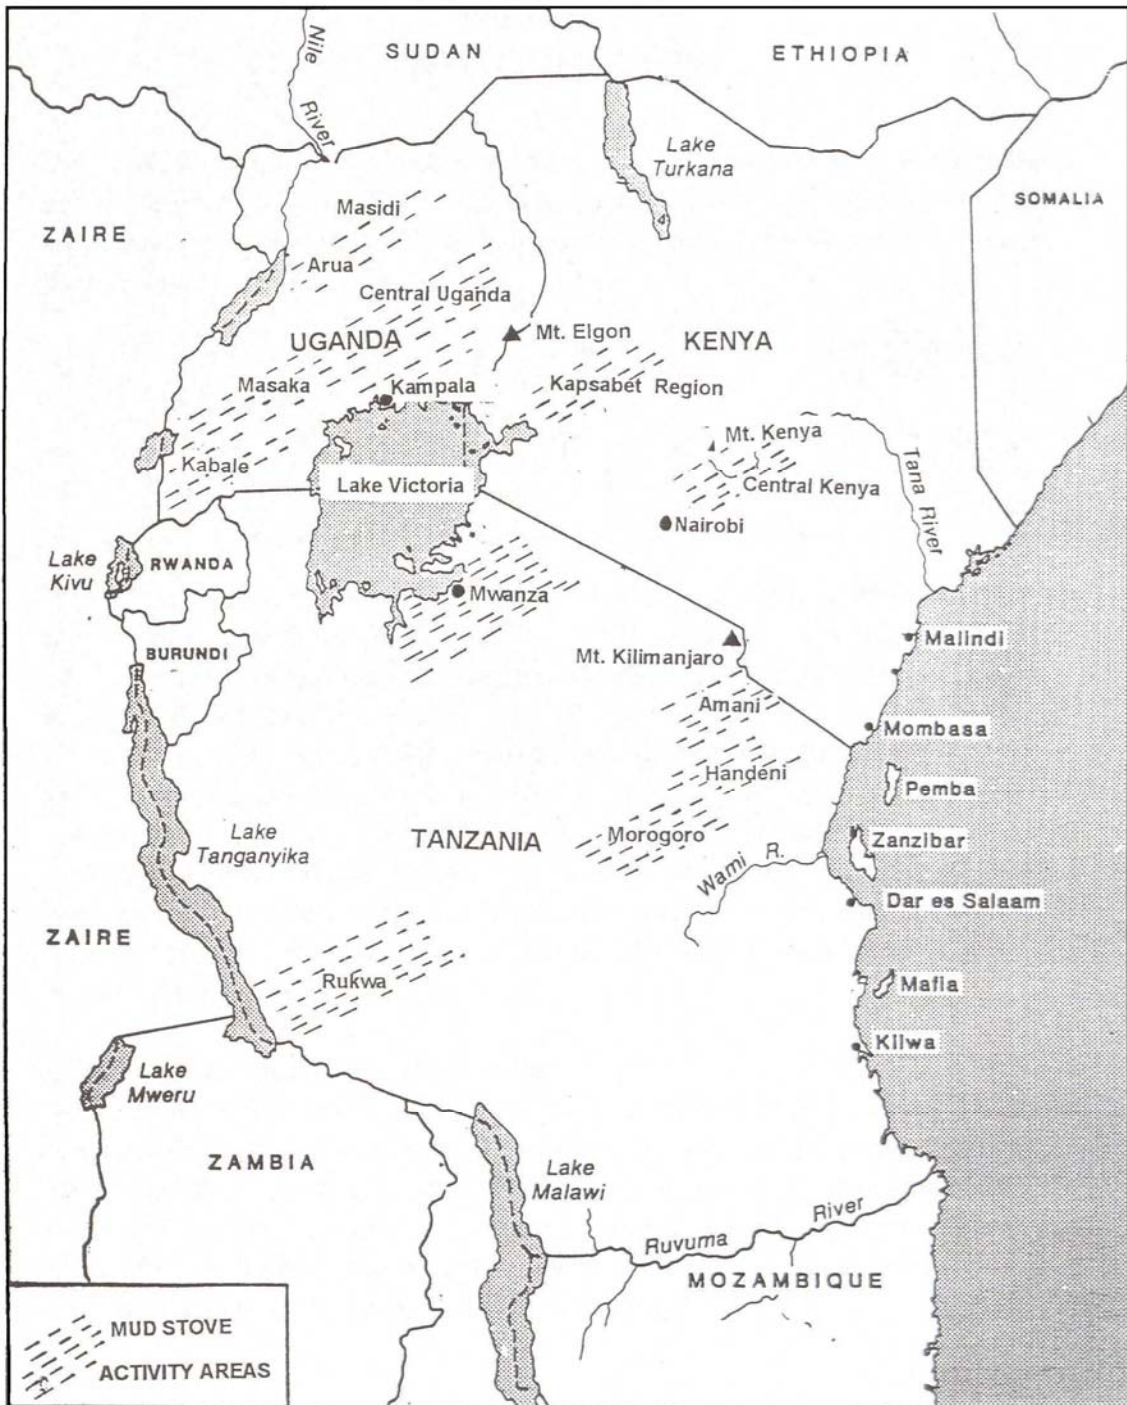 Nile
River
SUDAN
ETHIOPIA
Lake
Turkana
SOMALIA
ZAIRE
Masidi
Arua
Central Uganda
UGANDA
Mt. Elgon
KENYA
Masaka
Kampala
Kapsabet Region
Kabale
Lake Victoria
Mt. Kenya
Central Kenya
Tana River
Nairobi
Lake
Kivu
RWANDA
Mwanza
BURUNDI
Malindi
Mt. Kilimanjaro
Amani
Mombasa
Handeni
Pemba
Lake
Tanganyika
TANZANIA
Morogoro
Zanzibar
Wami R.
Dar es Salaam
ZAIRE
Rukwa
Mafia
Kilwa
Lake
Mweru
ZAMBIA
Lake
Malawi
Ruvuma River
MOZAMBIQUE
MUD STOVE
ACTIVITY AREAS